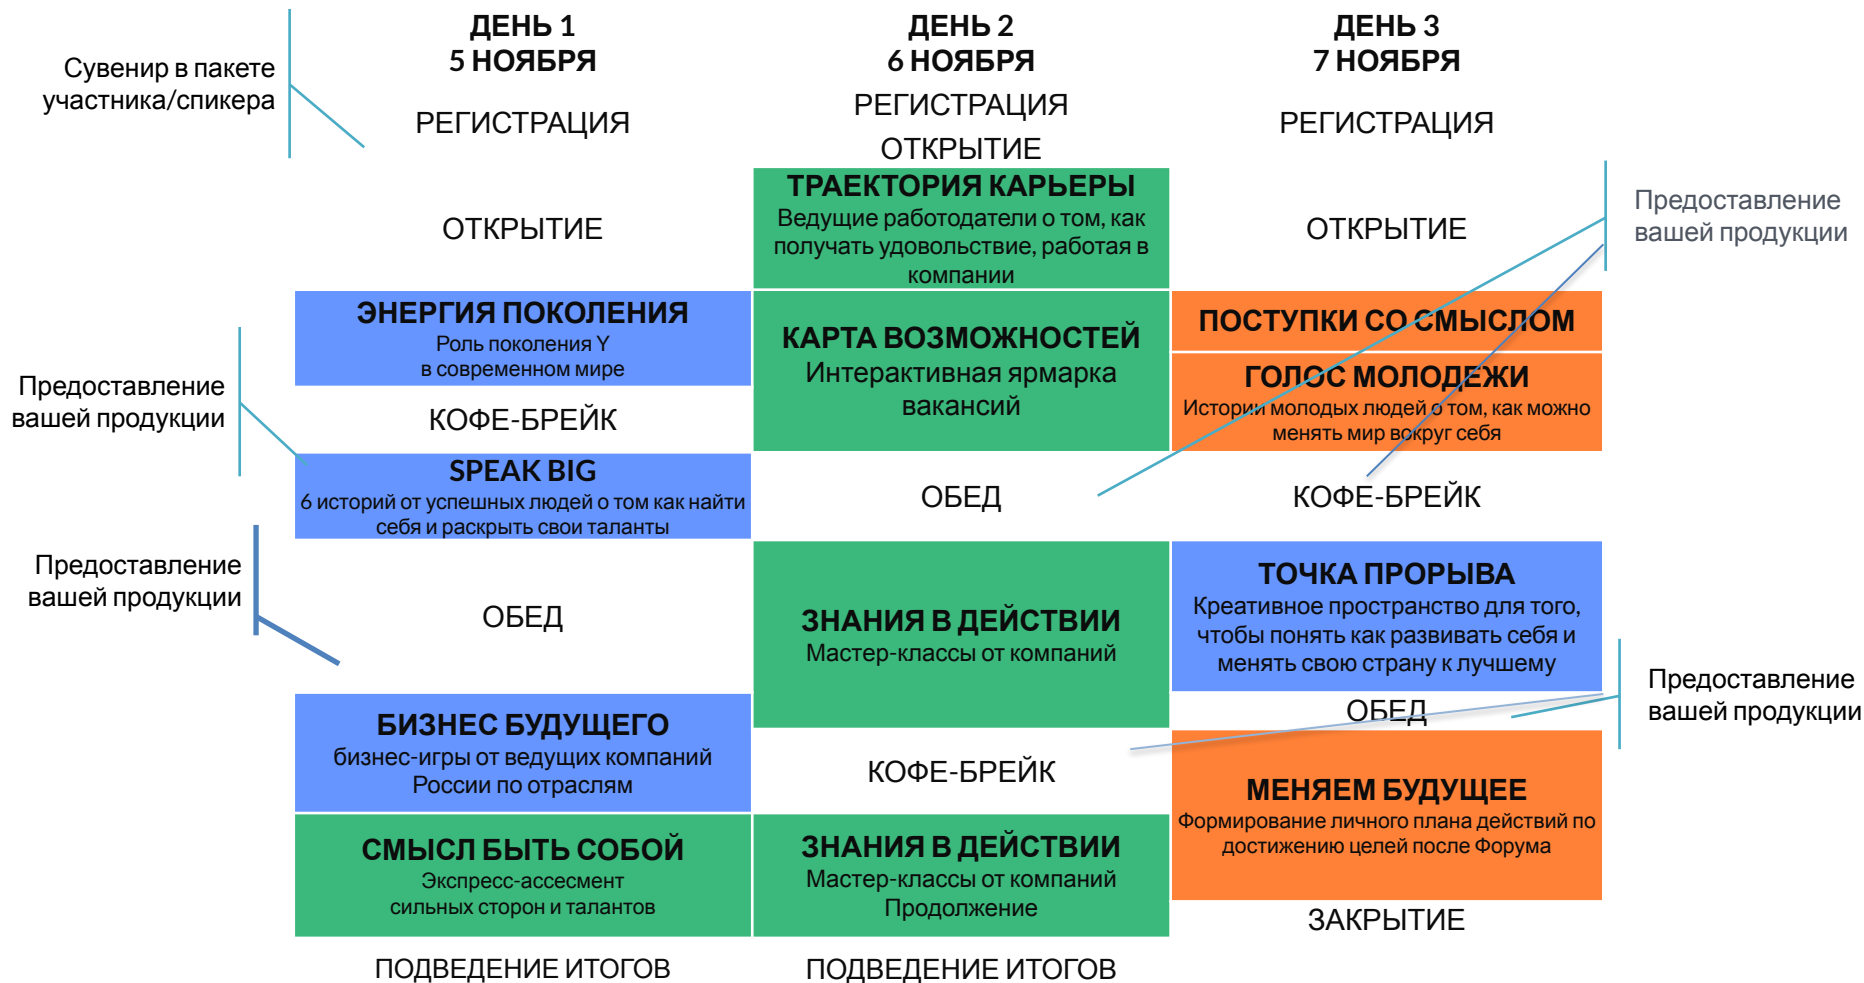 Сувенир в пакете
участника/спикера
Предоставление
вашей продукции
Предоставление
вашей продукции
ДЕНЬ 1
5 НОЯБРЯ
РЕГИСТРАЦИЯ
ОТКРЫТИЕ
ЭНЕРГИЯ ПОКОЛЕНИЯ
Роль поколения Y
в современном мире
КОФЕ-БРЕЙК
SPEAK BIG
6 историй от успешных людей о том как найти
себя и раскрыть свои таланты
ОБЕД
БИЗНЕС БУДУЩЕГО
бизнес-игры от ведущих компаний
России по отраслям
СМЫСЛ БЫТЬ СОБОЙ
Экспресс-ассесмент
сильных сторон и талантов
ПОДВЕДЕНИЕ ИТОГОВ
ДЕНЬ 2
6 НОЯБРЯ
РЕГИСТРАЦИЯ
ОТКРЫТИЕ
ТРАЕКТОРИЯ КАРЬЕРЫ
Ведущие работодатели о том, как
получать удовольствие, работая в
компании
КАРТА ВОЗМОЖНОСТЕЙ
Интерактивная ярмарка
вакансий
ОБЕД
ЗНАНИЯ В ДЕЙСТВИИ
Мастер-классы от компаний
КОФЕ-БРЕЙК
ЗНАНИЯ В ДЕЙСТВИИ
Мастер-классы от компаний
Продолжение
ПОДВЕДЕНИЕ ИТОГОВ
ДЕНЬ 3
7 НОЯБРЯ
РЕГИСТРАЦИЯ
ОТКРЫТИЕ
ПОСТУПКИ СО СМЫСЛОМ
ГОЛОС МОЛОДЕЖИ
Истории молодых людей о том, как можно
менять мир вокруг себя
КОФЕ-БРЕЙК
ТОЧКА ПРОРЫВА
Креативное пространство для того,
чтобы понять как развивать себя и
менять свою страну к лучшему
ОБЕД
МЕНЯЕМ БУДУЩЕЕ
Формирование личного плана действий по
достижению целей после Форума
ЗАКРЫТИЕ
Предоставление
вашей продукции
Предоставление
вашей продукции